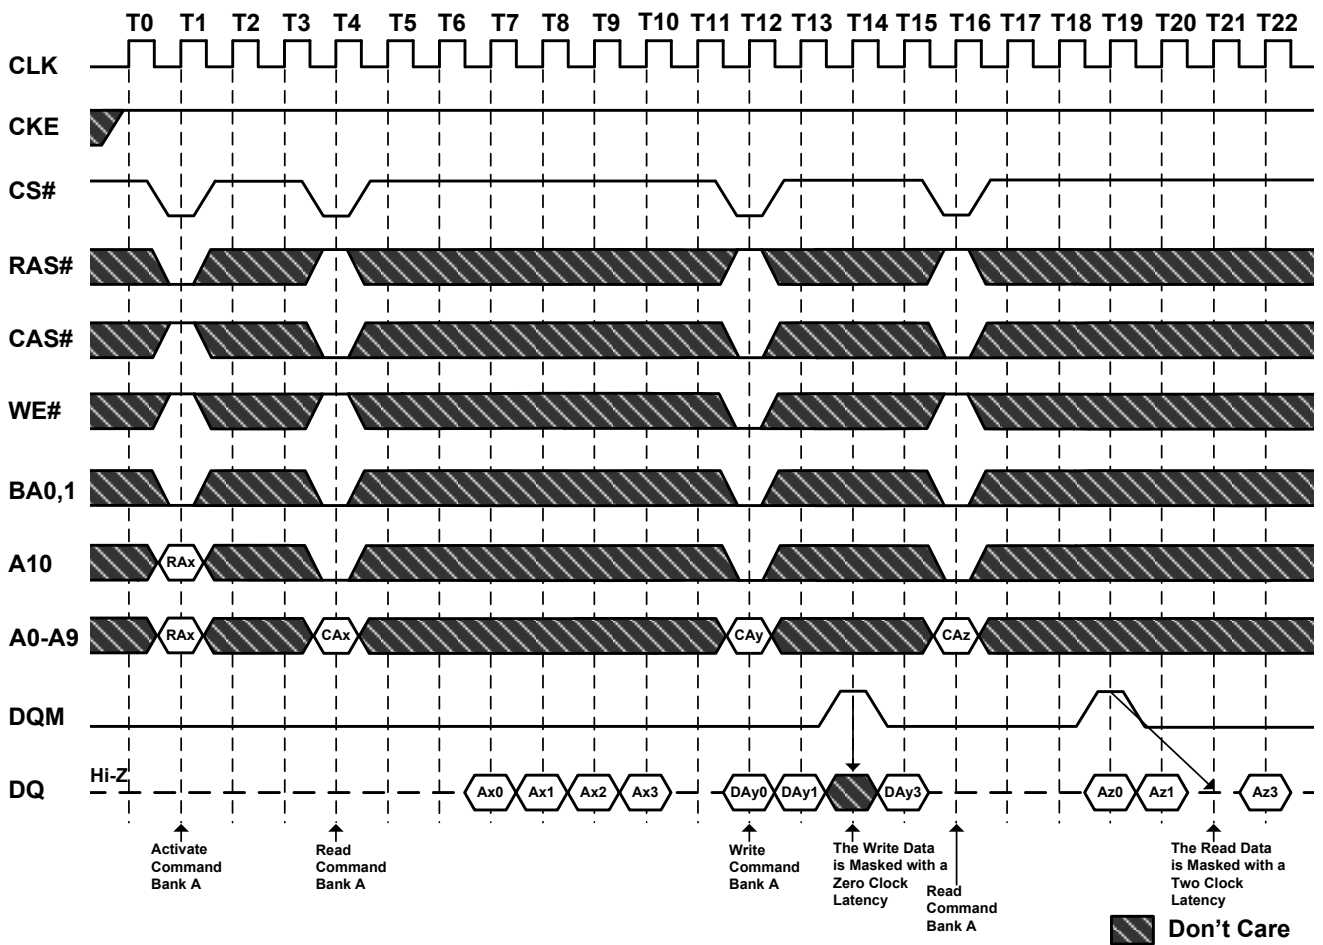 T0 T1 T2 T3 T4 T5 T6 T7 T8 T9 T10 T11 T12 T13 T14 T15 T16 T17 T18 T19 T20 T21 T22
CLK
CKE
CS#
RAS#
CAS#
WE#
BA0,1
A10 RAx
A0-A9 RAx CAx CAy CAz
DQM
Hi-Z
DQ Ax0 Ax1 Ax2 Ax3 DAy0 DAy1 DAy3 Az0 Az1 Az3
Activate
Command
Bank A
Read
Command
Bank A
Write
Command
Bank A
The Write Data
is Masked with a
Zero Clock
Latency
Read
Command
Bank A
The Read Data
is Masked with a
Two Clock
Latency
Don't Care